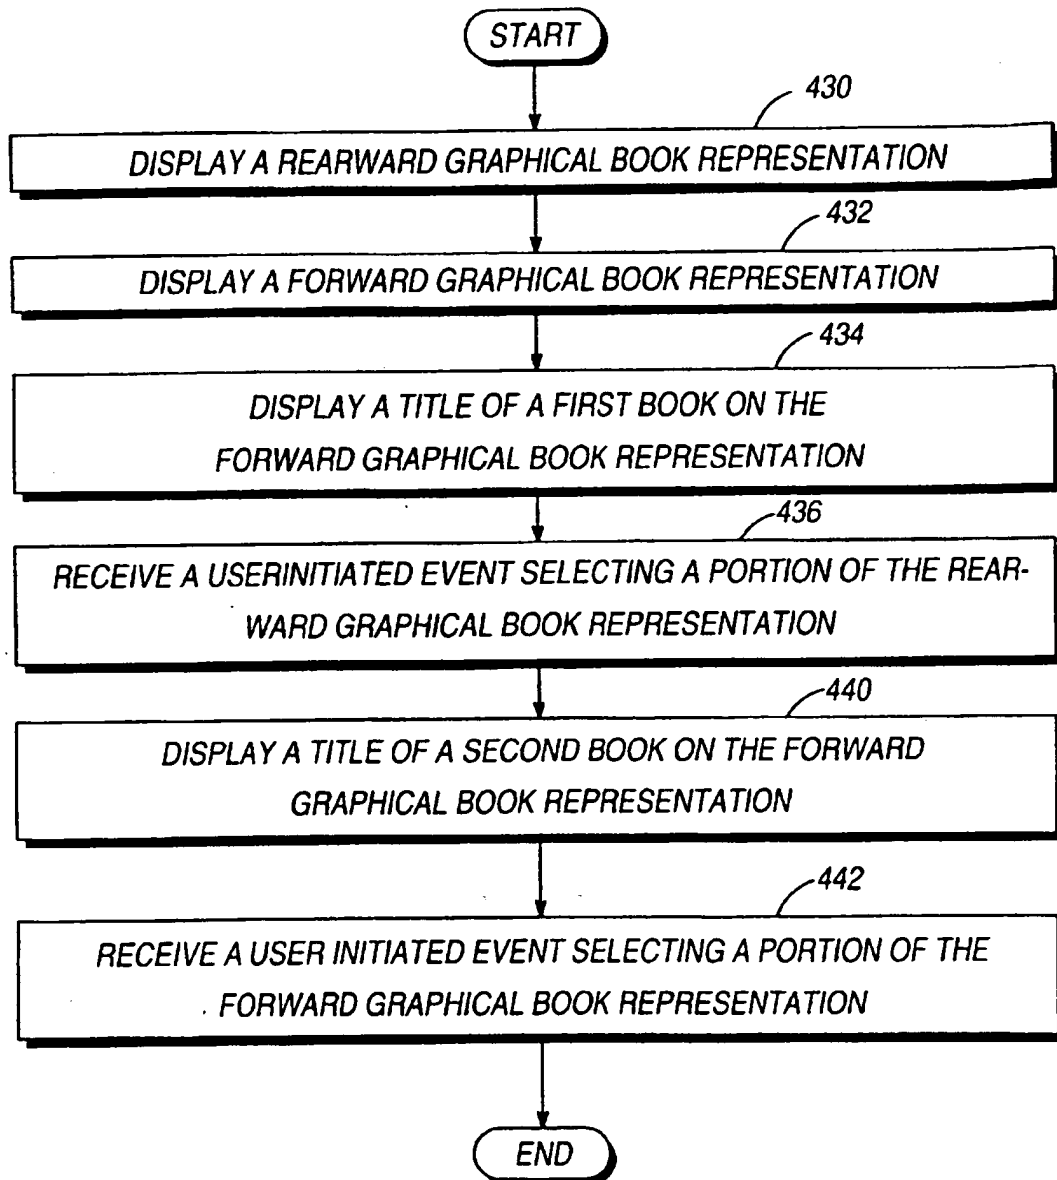 START
430
DISPLAY A REARWARD GRAPHICAL BOOK REPRESENTATION
432
DISPLAY A FORWARD GRAPHICAL BOOK REPRESENTATION
434
DISPLAY A TITLE OF A FIRST BOOK ON THE
FORWARD GRAPHICAL BOOK REPRESENTATION
436
RECEIVE A USERINITIATED EVENT SELECTING A PORTION OF THE REAR-
WARD GRAPHICAL BOOK REPRESENTATION
440
DISPLAY A TITLE OF A SECOND BOOK ON THE FORWARD
GRAPHICAL BOOK REPRESENTATION
442
RECEIVE A USER INITIATED EVENT SELECTING A PORTION OF THE
FORWARD GRAPHICAL BOOK REPRESENTATION
END